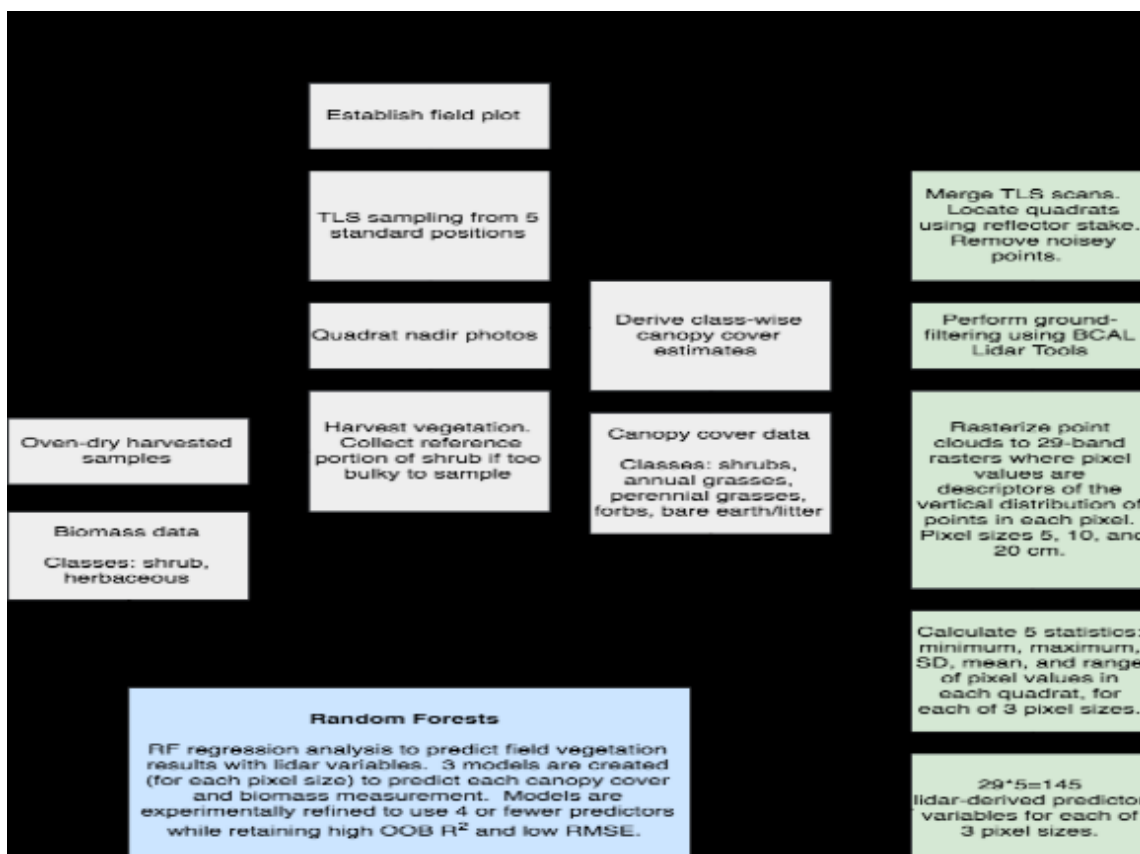 Establish field plot
TLS sampling from 5
standard positions
Quadrat nadir photos
Harvest vegetation.
Collect reference
portion of shrub if too
bulky to sample
Oven-dry harvested
samples
Biomass data
Classes: shrub,
herbaceous
Derive class-wise
canopy cover
estimates
Canopy cover data
Classes: shrubs,
annual grasses,
perennial grasses,
forbs, bare earth/litter
Merge TLS scans.
Locate quadrats
using reflector stake.
Remove noisey
points.
Perform ground-
filtering using BCAL
Lidar Tools
Rasterize point
clouds to 29-band
rasters where pixel
values are
descriptors of the
vertical distribution of
points in each pixel.
Pixel sizes 5, 10, and
20 cm.
Calculate 5 statistics:
minimum, maximum,
SD, mean, and range
of pixel values in
each quadrat, for
each of 3 pixel sizes.
29*5=145
lidar-derived predictor
variables for each of
3 pixel sizes.
Random Forests
RF regression analysis to predict field vegetation
results with lidar variables. 3 models are created
(for each pixel size) to predict each canopy cover
and biomass measurement. Models are
experimentally refined to use 4 or fewer predictors
while retaining high OOB R² and low RMSE.